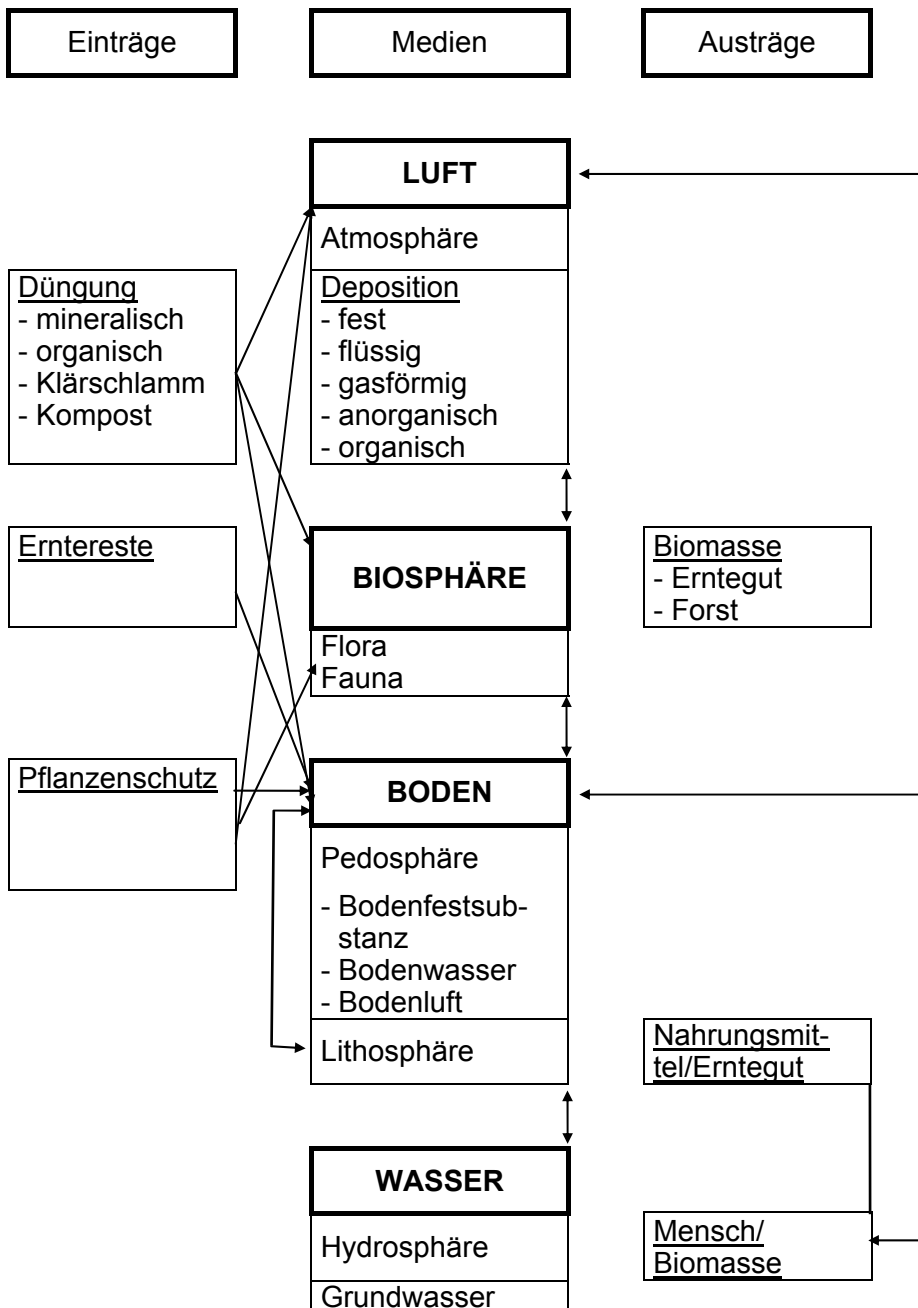 Einträge
Medien
Austräge
LUFT
Atmosphäre
Düngung
- mineralisch
- organisch
- Klärschlamm
- Kompost
Deposition
- fest
- flüssig
- gasförmig
- anorganisch
- organisch
Erntereste
BIOSPHÄRE
Flora
Fauna
Biomasse
- Erntegut
- Forst
Pflanzenschutz
BODEN
Pedosphäre
- Bodenfestsub-
stanz
- Bodenwasser
- Bodenluft
Lithosphäre
Nahrungsmit-
tel/Erntegut
WASSER
Hydrosphäre
Grundwasser
Mensch/
Biomasse